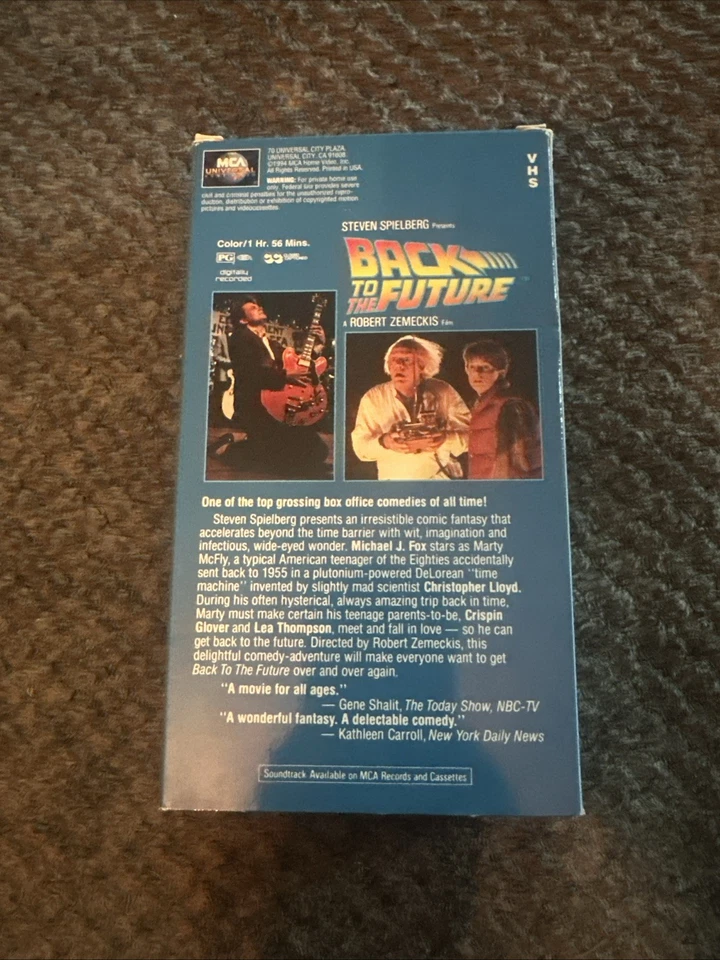 MCA
UNIVERSAL
70 UNIVERSAL CITY PLAZA,
UNIVERSAL CITY, CA 91608
©1994 MCA Home Video, Inc.
All Rights Reserved. Printed in USA.
WARNING: For private home use
only. Federal law provides severe
civil and criminal penalties for the unauthorized repro-
duction, distribution or exhibition of copyrighted motion
pictures and videocassettes.
VHS
STEVEN SPIELBERG Presents
Color/1 Hr. 56 Mins.
PG
digitally
recorded
BACK
TO
THE FUTURE
A ROBERT ZEMECKIS Film
One of the top grossing box office comedies of all time!
Steven Spielberg presents an irresistible comic fantasy that
accelerates beyond the time barrier with wit, imagination and
infectious, wide-eyed wonder. Michael J. Fox stars as Marty
McFly, a typical American teenager of the Eighties accidentally
sent back to 1955 in a plutonium-powered DeLorean "time
machine" invented by slightly mad scientist Christopher Lloyd.
During his often hysterical, always amazing trip back in time,
Marty must make certain his teenage parents-to-be, Crispin
Glover and Lea Thompson, meet and fall in love — so he can
get back to the future. Directed by Robert Zemeckis, this
delightful comedy-adventure will make everyone want to get
Back To The Future over and over again.
"A movie for all ages."
— Gene Shalit, The Today Show, NBC-TV
"A wonderful fantasy. A delectable comedy."
— Kathleen Carroll, New York Daily News
Soundtrack Available on MCA Records and Cassettes